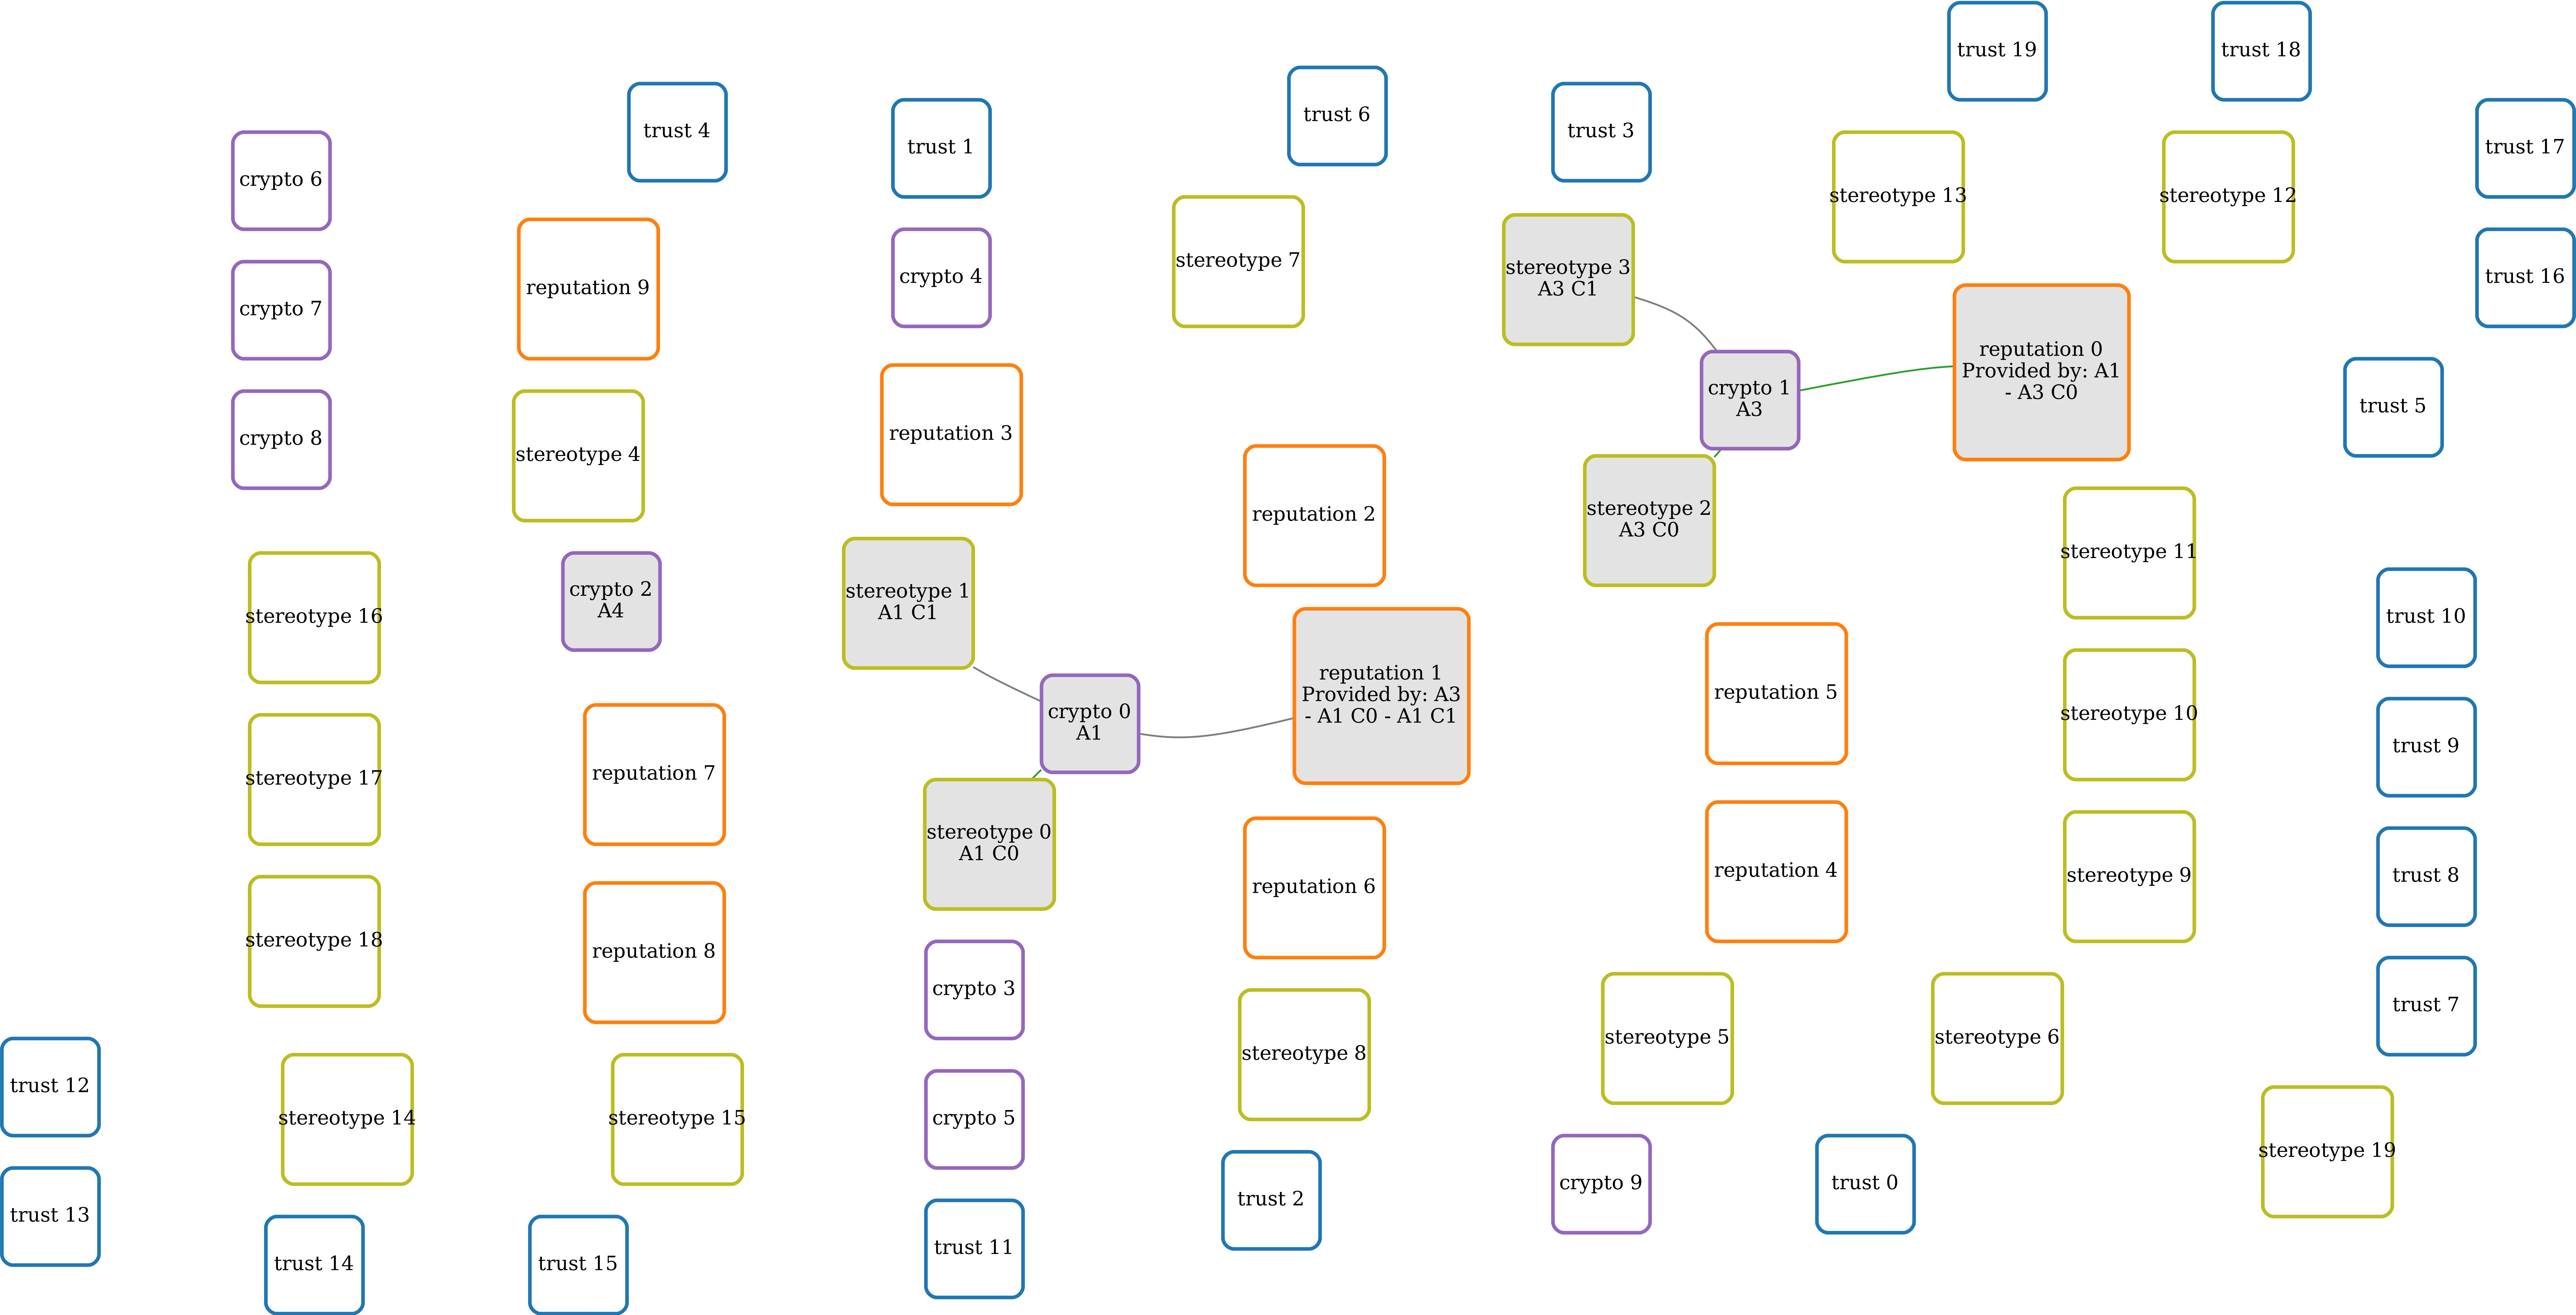 trust 19
trust 18
trust 6
trust 4
trust 3
trust 1
trust 17
crypto 6
stereotype 13
stereotype 12
stereotype 7
crypto 4
trust 16
stereotype 3
A3 C1
reputation 9
crypto 7
reputation 0
Provided by: A1
- A3 C0
crypto 1
A3
trust 5
reputation 3
crypto 8
stereotype 4
reputation 2
stereotype 2
A3 C0
stereotype 11
crypto 2
A4
stereotype 1
A1 C1
stereotype 16
trust 10
reputation 1
Provided by: A3
- A1 C0 - A1 C1
reputation 5
crypto 0
A1
stereotype 10
trust 9
reputation 7
stereotype 17
stereotype 0
A1 C0
reputation 4
stereotype 9
trust 8
reputation 6
stereotype 18
reputation 8
crypto 3
trust 7
stereotype 5
stereotype 6
stereotype 8
trust 12
stereotype 14
stereotype 15
crypto 5
stereotype 19
crypto 9
trust 0
trust 2
trust 13
trust 11
trust 14
trust 15